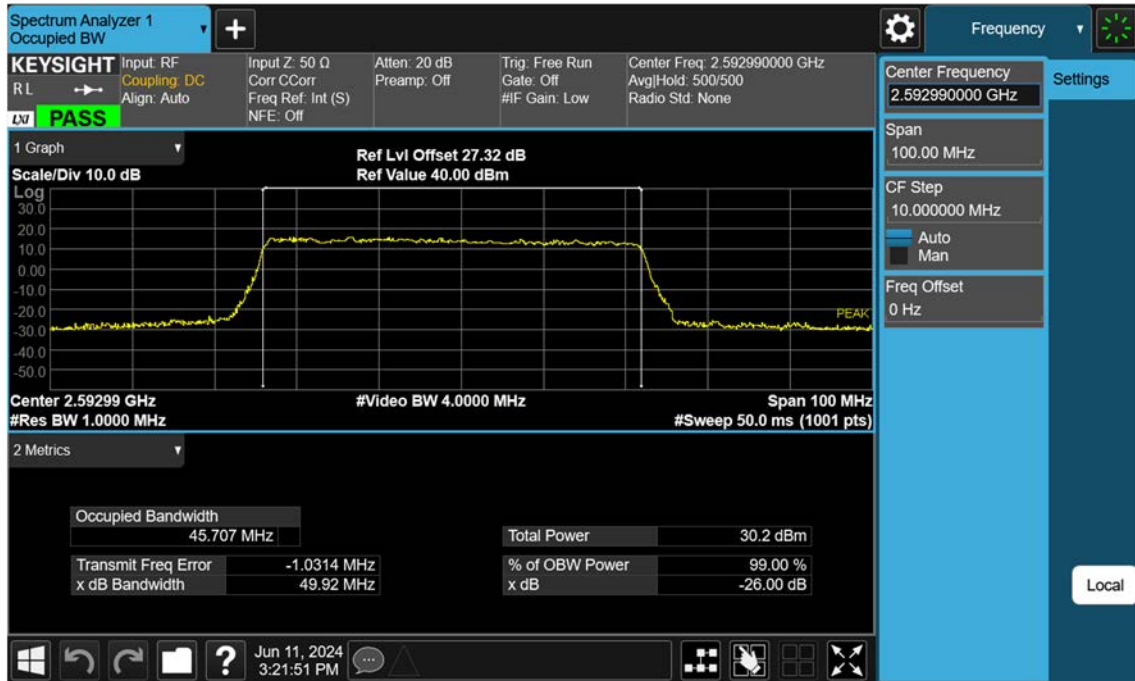 Spectrum Analyzer 1
Occupied BW
Frequency
KEYSIGHT
R L
LXI
PASS
Input: RF
Coupling: DC
Align: Auto
Input Z: 50 Ω
Corr CCorr
Freq Ref: Int (S)
NFE: Off
Atten: 20 dB
Preamp: Off
Trig: Free Run
Gate: Off
#IF Gain: Low
Center Freq: 2.592990000 GHz
Avg|Hold: 500/500
Radio Std: None
Center Frequency
2.592990000 GHz
Settings
Span
100.00 MHz
CF Step
10.000000 MHz
Auto
Man
Freq Offset
0 Hz
Local
1 Graph
Ref Lvl Offset 27.32 dB
Scale/Div 10.0 dB
Ref Value 40.00 dBm
Log
30.0
20.0
10.0
0.00
-10.0
-20.0
-30.0
-40.0
-50.0
PEAK
Center 2.59299 GHz
#Video BW 4.0000 MHz
Span 100 MHz
#Res BW 1.0000 MHz
#Sweep 50.0 ms (1001 pts)
2 Metrics
Occupied Bandwidth
45.707 MHz
Total Power 30.2 dBm
Transmit Freq Error -1.0314 MHz
% of OBW Power 99.00 %
x dB Bandwidth 49.92 MHz
x dB -26.00 dB
?
Jun 11, 2024
3:21:51 PM